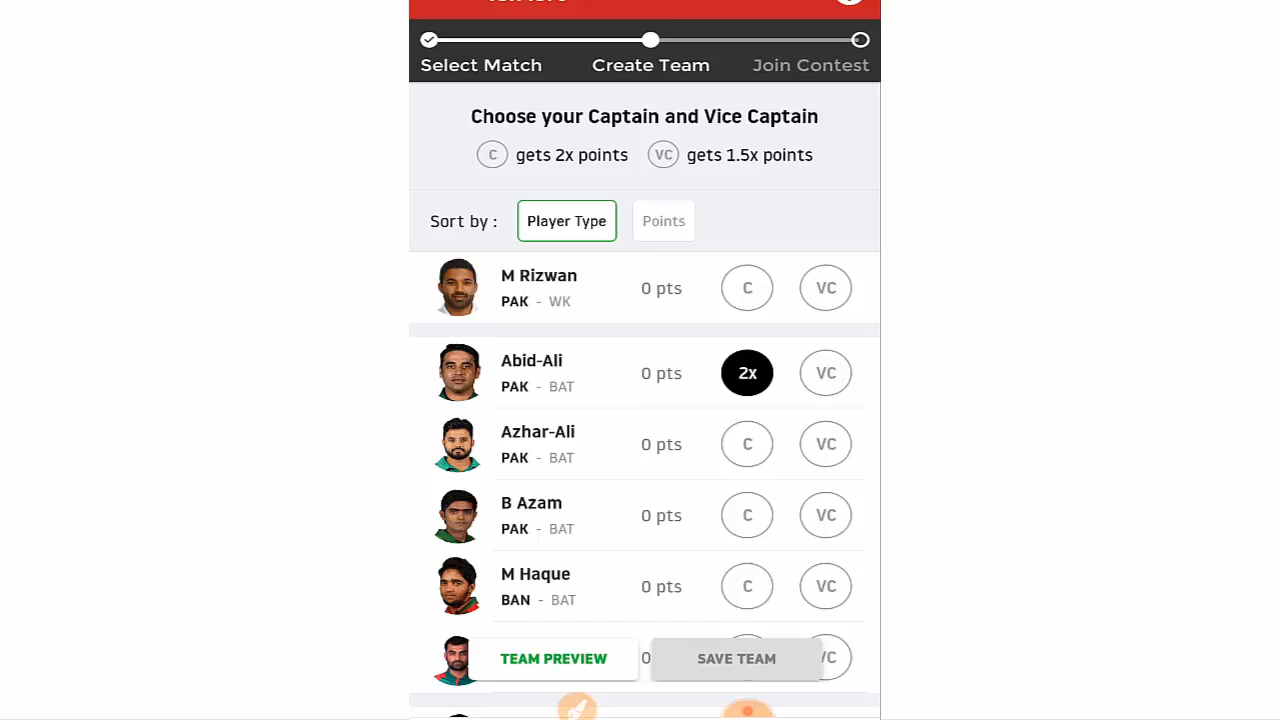 Select Match Create Team Join Contest
Choose your Captain and Vice Captain
C gets 2x points VC gets 1.5x points
Sort by : Player Type Points
M Rizwan
PAK - WK
0 pts C VC
Abid-Ali
PAK - BAT
0 pts 2x VC
Azhar-Ali
PAK - BAT
0 pts C VC
B Azam
PAK - BAT
0 pts C VC
M Haque
BAN - BAT
0 pts C VC
TEAM PREVIEW 0 SAVE TEAM